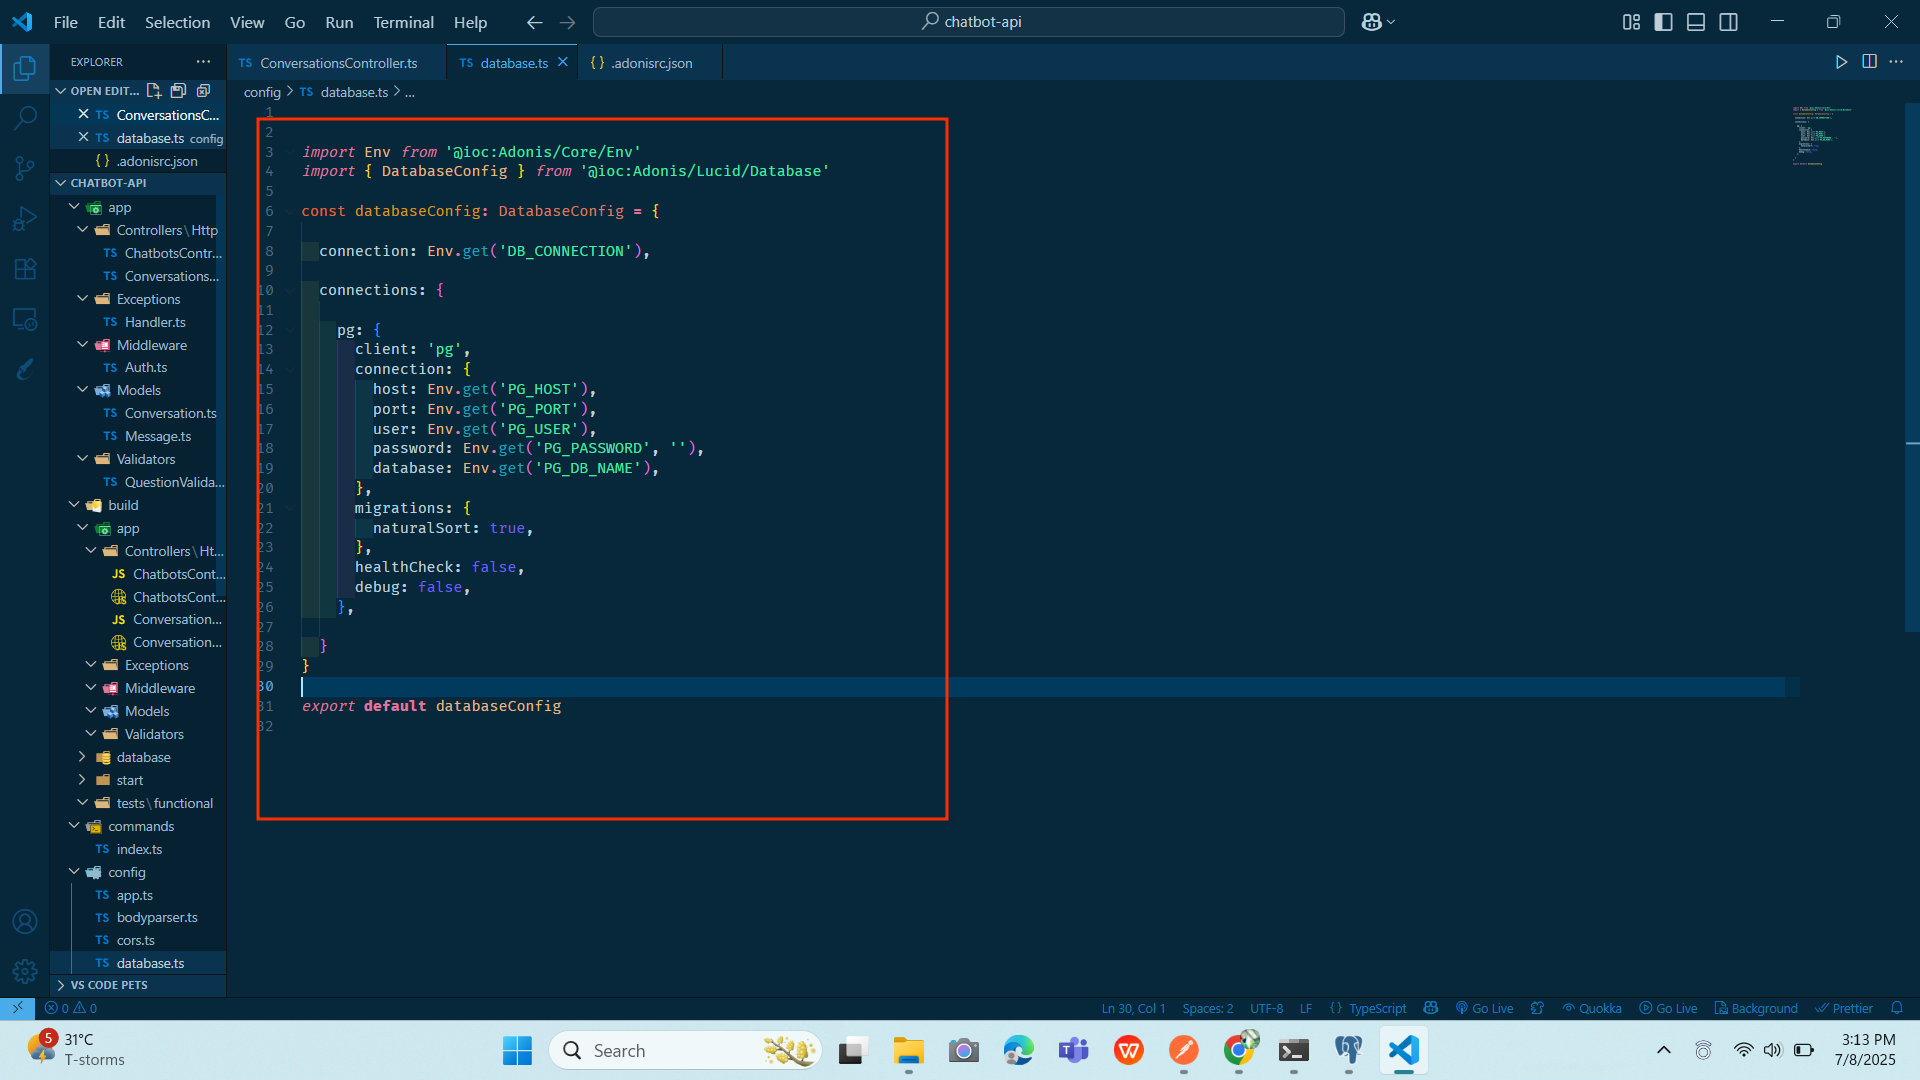 File Edit Selection View Go Run Terminal Help
chatbot-api
EXPLORER
OPEN EDIT...
ConversationsC...
database.ts config
.adonisrc.json
CHATBOT-API
app
Controllers\Http
TS ChatbotsContr...
TS Conversations...
Exceptions
TS Handler.ts
Middleware
TS Auth.ts
Models
TS Conversation.ts
TS Message.ts
Validators
TS QuestionValida...
build
app
Controllers\Ht...
JS ChatbotsCont...
ChatbotsCont...
JS Conversation...
Conversation...
Exceptions
Middleware
Models
Validators
database
start
tests\functional
commands
TS index.ts
config
TS app.ts
TS bodyparser.ts
TS cors.ts
TS database.ts
VS CODE PETS
TS ConversationsController.ts TS database.ts {} .adonisrc.json
config > TS database.ts > ...
1
2
3 import Env from '@ioc:Adonis/Core/Env'
4 import { DatabaseConfig } from '@ioc:Adonis/Lucid/Database'
5
6 const databaseConfig: DatabaseConfig = {
7
8 connection: Env.get('DB_CONNECTION'),
9
10 connections: {
11
12 pg: {
13 client: 'pg',
14 connection: {
15 host: Env.get('PG_HOST'),
16 port: Env.get('PG_PORT'),
17 user: Env.get('PG_USER'),
18 password: Env.get('PG_PASSWORD', ''),
19 database: Env.get('PG_DB_NAME'),
20 },
21 migrations: {
22 naturalSort: true,
23 },
24 healthCheck: false,
25 debug: false,
26 },
27
28 }
29 }
30
31 export default databaseConfig
32
0 0
Ln 30, Col 1 Spaces: 2 UTF-8 LF {} TypeScript Go Live Quokka Go Live Background Prettier
5
31°C
T-storms
Search
3:13 PM
7/8/2025